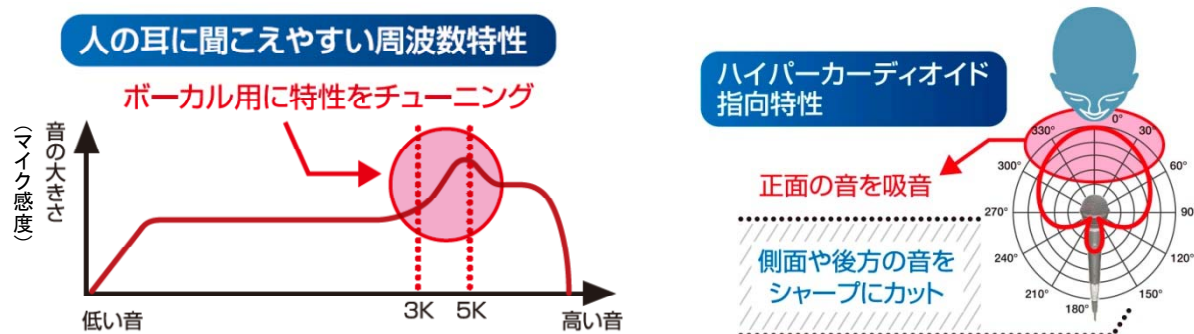 人の耳に聞こえやすい周波数特性
ボーカル用に特性をチューニング
音の大きさ
(マイク感度)
3K
5K
低い音
高い音
ハイパーカーディオイド
指向特性
0°
330°
30°
300°
60°
270°
90
240°
120°
210°
150°
180°
正面の音を吸音
側面や後方の音を
シャープにカット